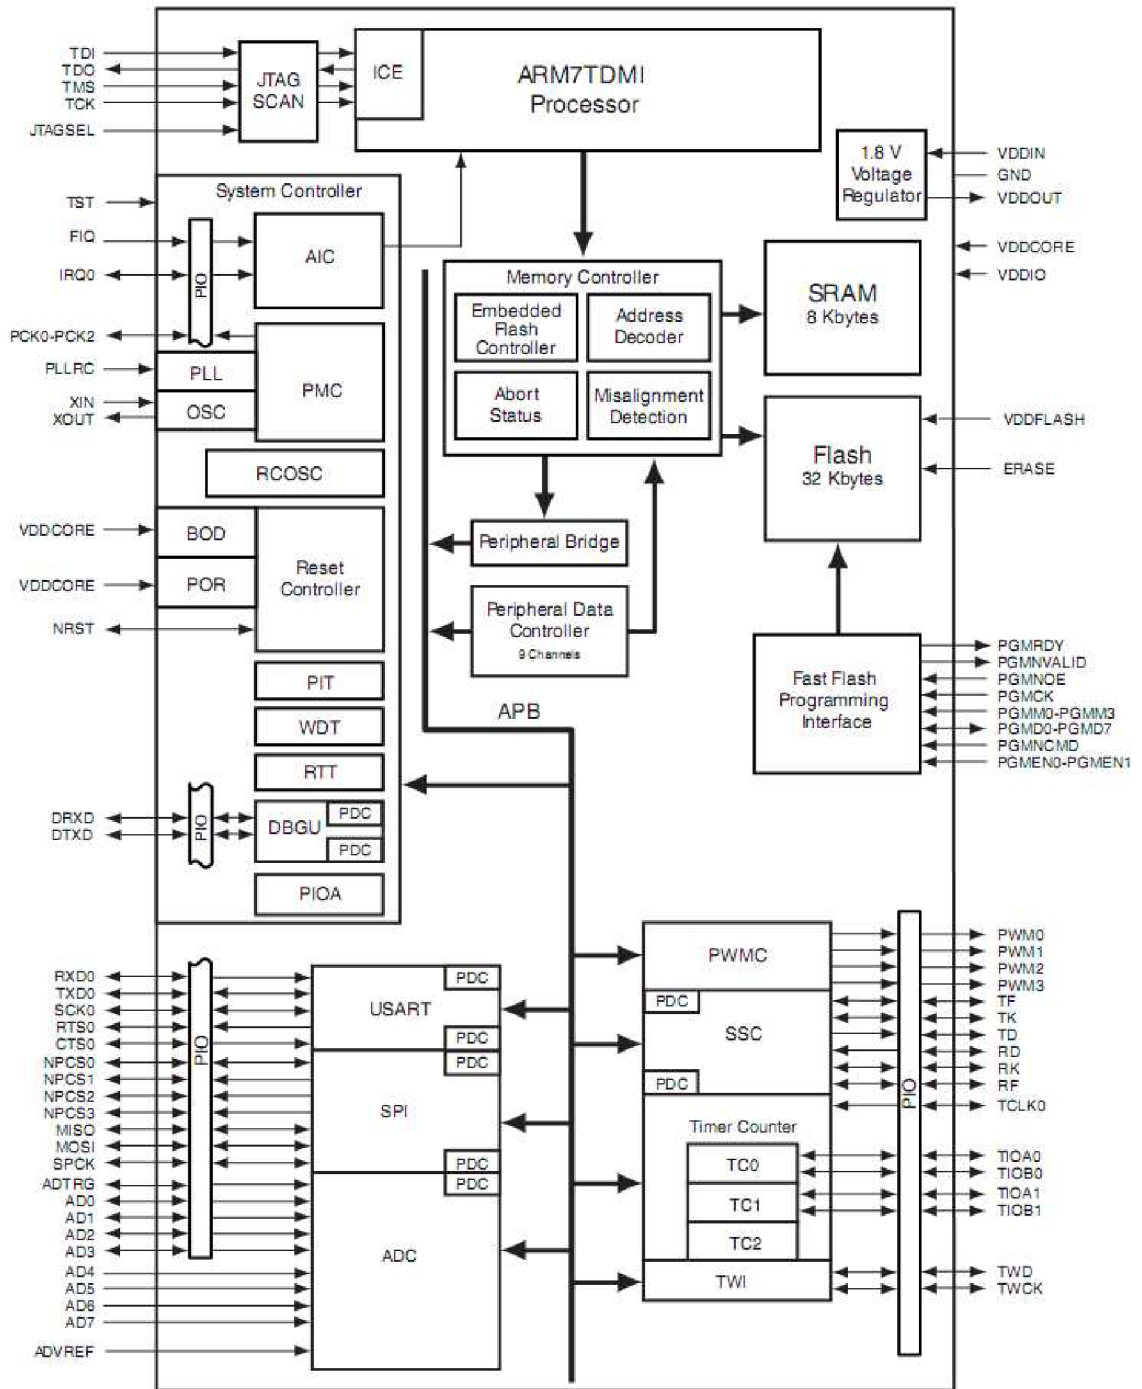 TDI
TDO
TMS
TCK
JTAGSEL
JTAG
SCAN
ICE
ARM7TDMI
Processor
1.8 V
Voltage
Regulator
VDDIN
GND
VDDOUT
VDDCORE
VDDIO
System Controller
TST
FIQ
IRQ0
PCK0-PCK2
PLLRC
XIN
XOUT
PIO
AIC
PMC
PLL
OSC
RCOSC
VDDCORE
VDDCORE
NRST
BOD
POR
Reset
Controller
PIT
WDT
RTT
DRXD
DTXD
PIO
DBGU
PDC
PDC
PIOA
Memory Controller
Embedded
Flash
Controller
Address
Decoder
Abort
Status
Misalignment
Detection
SRAM
8 Kbytes
Flash
32 Kbytes
VDDFLASH
ERASE
Peripheral Bridge
Peripheral Data
Controller
9 Channels
APB
Fast Flash
Programming
Interface
PGMRDY
PGMNVALID
PGMNOE
PGMCK
PGMM0-PGMM3
PGMD0-PGMD7
PGMNCMD
PGMEN0-PGMEN1
RXD0
TXD0
SCK0
RTS0
CTS0
NPCS0
NPCS1
NPCS2
NPCS3
MISO
MOSI
SPCK
ADTRG
AD0
AD1
AD2
AD3
AD4
AD5
AD6
AD7
ADVREF
PIO
PDC
USART
PDC
PDC
SPI
PDC
PDC
ADC
PWMC
PDC
SSC
PDC
Timer Counter
TC0
TC1
TC2
TWI
PIO
PWM0
PWM1
PWM2
PWM3
TF
TK
TD
RD
RK
RF
TCLK0
TIOA0
TIOB0
TIOA1
TIOB1
TWD
TWCK